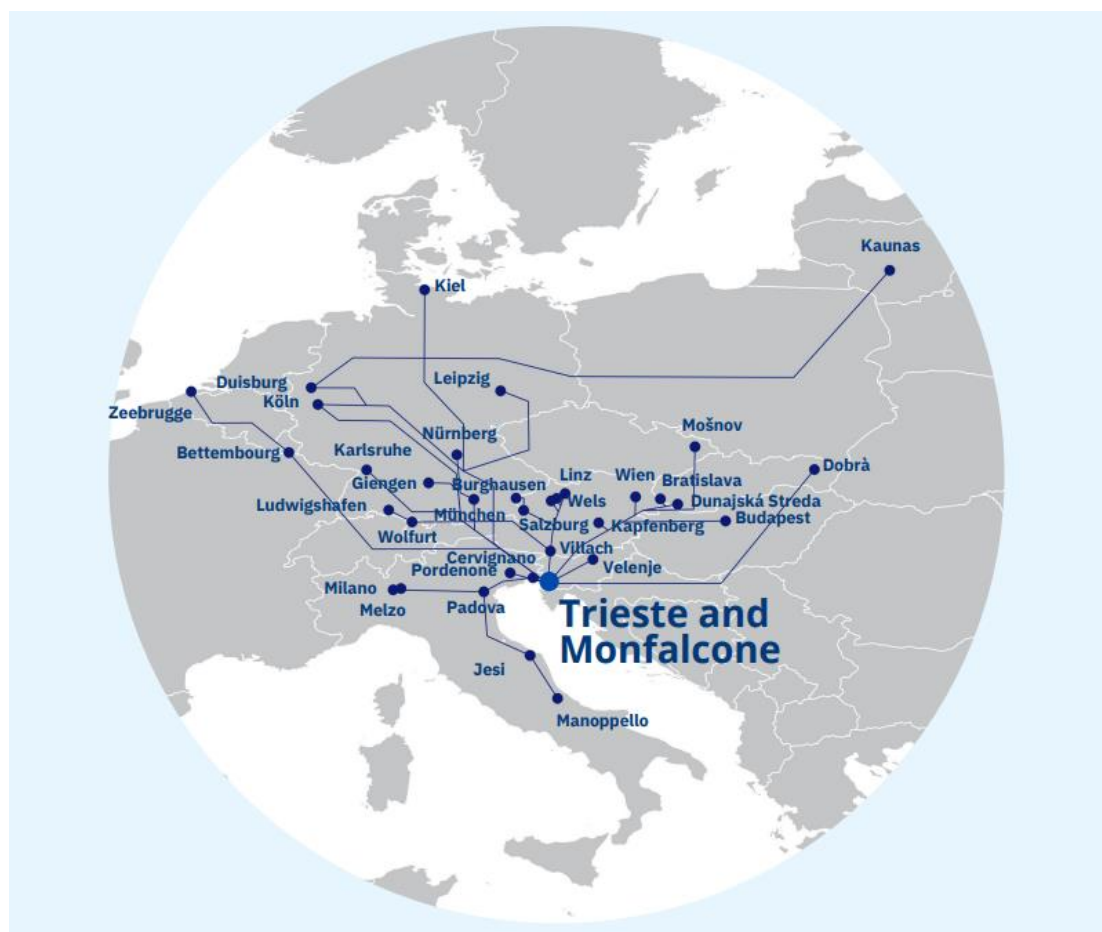 Kaunas
Kiel
Leipzig
Duisburg
Köln
Zeebrugge
Nürnberg
Mošnov
Bettembourg
Karlsruhe
Dobrà
Giengen
Burghausen
Linz
Wien
Bratislava
Ludwigshafen
Wels
Dunajská Streda
München
Salzburg
Kapfenberg
Budapest
Wolfurt
Villach
Cervignano
Velenje
Pordenone
Milano
Melzo
Padova
Trieste and
Monfalcone
Jesi
Manoppello